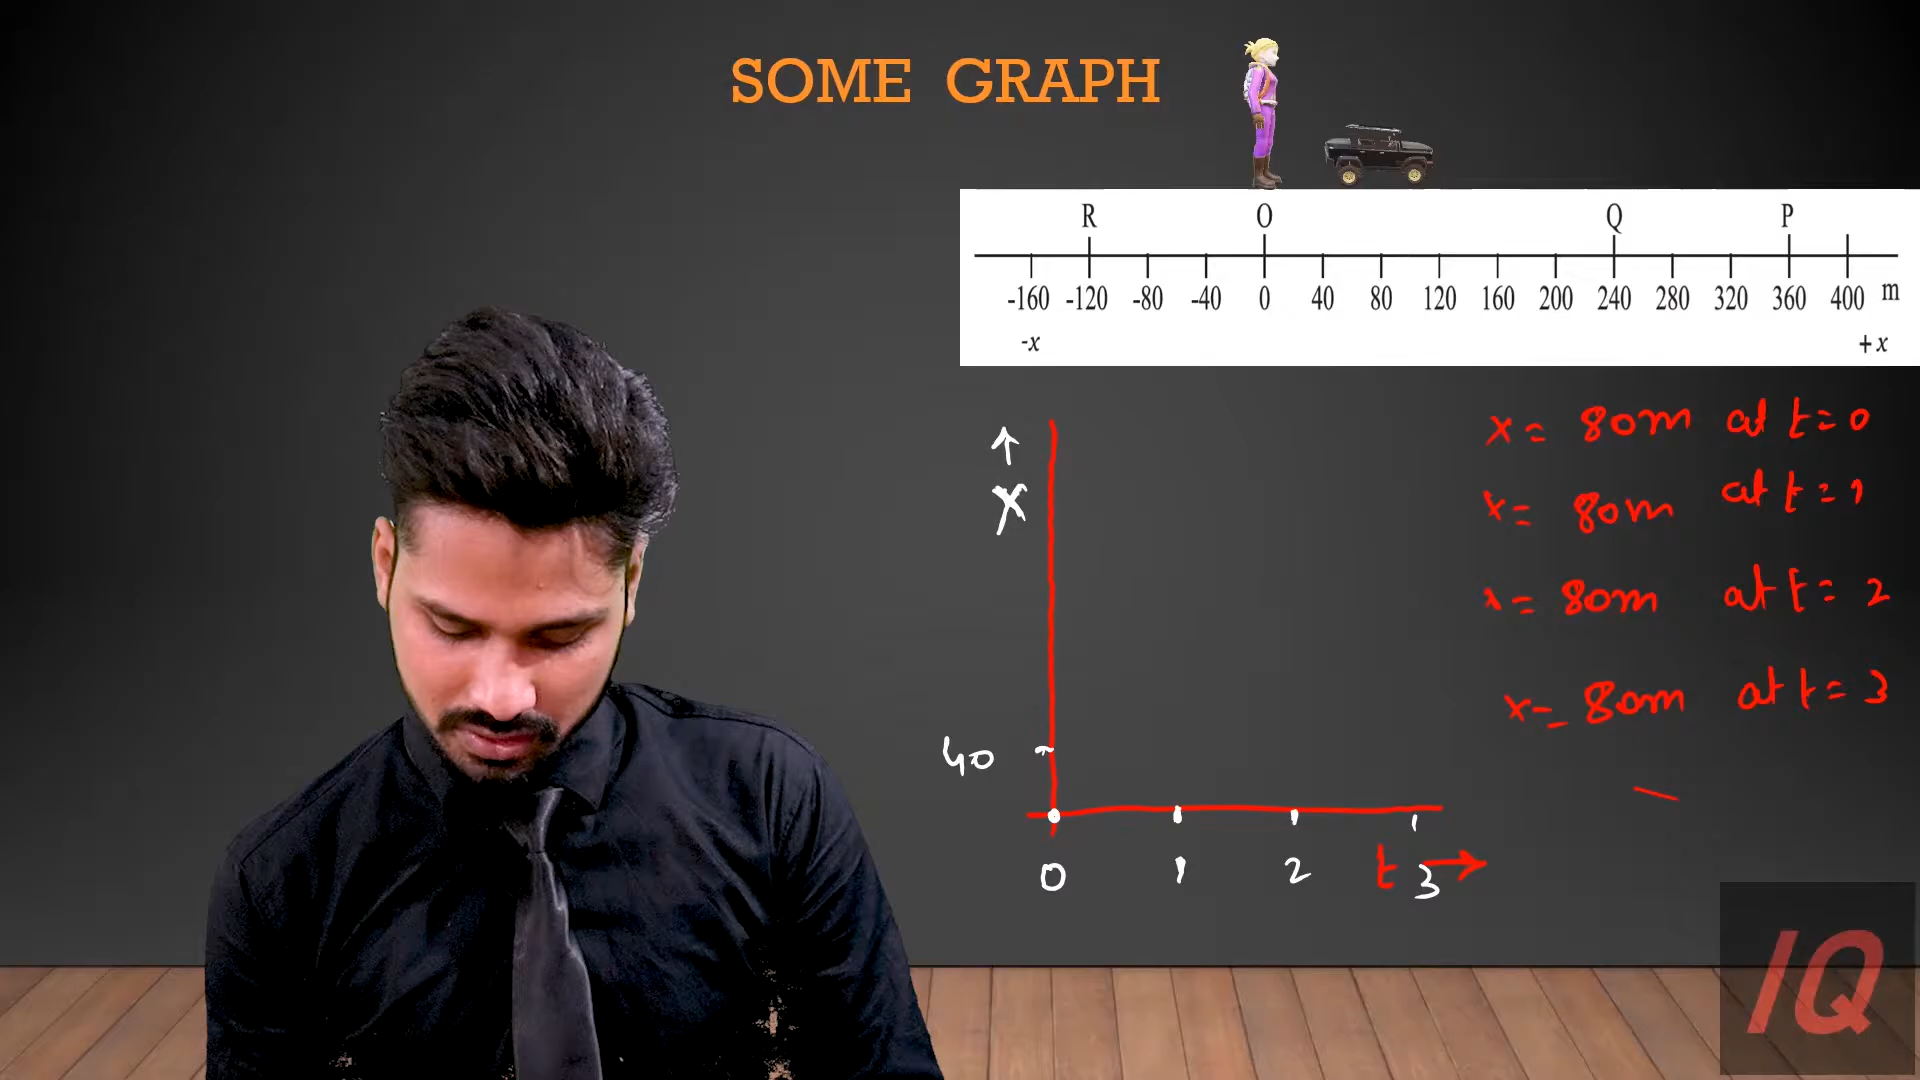 SOME GRAPH
R O Q P
-160 -120 -80 -40 0 40 80 120 160 200 240 280 320 360 400 m
-x +x
x = 80m at t = 0
x = 80m at t = 1
x = 80m at t = 2
x = 80m at t = 3
X
40
0 1 2 t 3
IQ